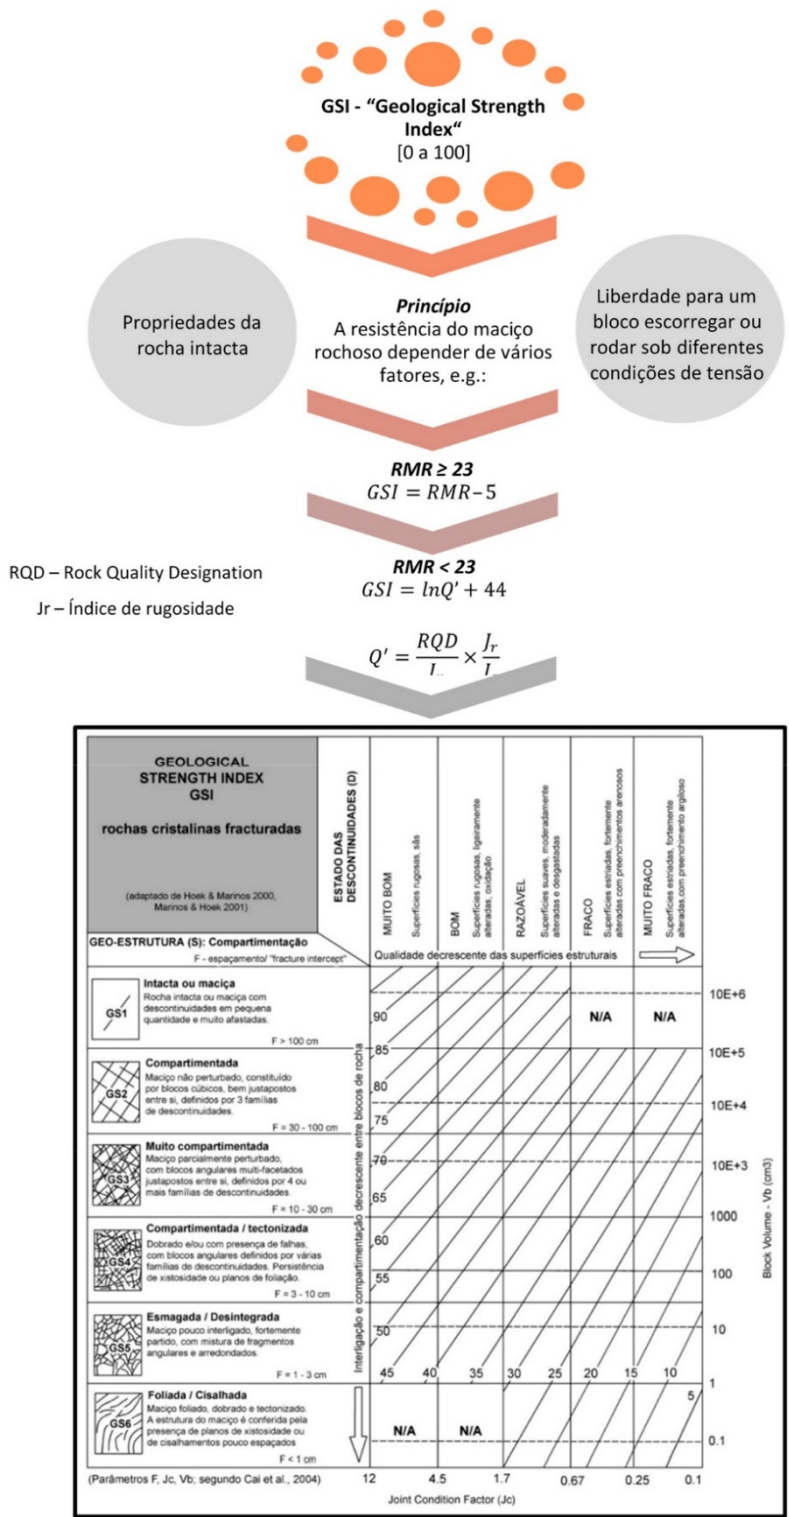 GSI - “Geological Strength
Index“
[0 a 100]
Propriedades da
rocha intacta
Princípio
A resistência do maciço
rochoso depender de vários
fatores, e.g.:
Liberdade para um
bloco escorregar ou
rodar sob diferentes
condições de tensão
RMR ≥ 23
GSI = RMR–5
RQD – Rock Quality Designation
Jr – Índice de rugosidade
RMR < 23
GSI = lnQ’ + 44
Q’ = RQD × Jr
GEOLOGICAL
STRENGTH INDEX
GSI
rochas cristalinas fracturadas
(adaptado de Hoek & Marinos 2000,
Marinos & Hoek 2001)
ESTADO DAS
DESCONTINUIDADES (D)
MUITO BOM
Superfícies rugosas, sãs
BOM
Superfícies rugosas, ligeiramente
alteradas, oxidação
RAZOÁVEL
Superfícies suaves, moderadamente
alteradas e desgastadas
FRACO
Superfícies estriadas, fortemente
alteradas com preenchimentos arenosos
MUITO FRACO
Superfícies estriadas, fortemente
alteradas,com preenchimento argiloso
GEO-ESTRUTURA (S): Compartimentação
F - espaçamento/ "fracture intercept"
Qualidade decrescente das superfícies estruturais
GS1
Intacta ou maciça
Rocha intacta ou maciça com
descontinuidades em pequena
quantidade e muito afastadas.
F > 100 cm
GS2
Compartimentada
Maciço não perturbado, constituído
por blocos cúbicos, bem justapostos
entre si, definidos por 3 famílias
de descontinuidades.
F = 30 - 100 cm
GS3
Muito compartimentada
Maciço parcialmente perturbado,
com blocos angulares multi-facetados
justapostos entre si, definidos por 4 ou
mais famílias de descontinuidades.
F = 10 - 30 cm
GS4
Compartimentada / tectonizada
Dobrado e/ou com presença de falhas,
com blocos angulares definidos por várias
famílias de descontinuidades. Persistência
de xistosidade ou planos de foliação.
F = 3 - 10 cm
GS5
Esmagada / Desintegrada
Maciço pouco interligado, fortemente
partido, com mistura de fragmentos
angulares e arredondados.
F = 1 - 3 cm
GS6
Foliada / Cisalhada
Maciço foliado, dobrado e tectonizado.
A estrutura do maciço é conferida pela
presença de planos de xistosidade ou
de cisalhamentos pouco espaçados
F < 1 cm
Interligação e compartimentação decrescente entre blocos de rocha
90
85
80
75
70
65
60
55
50
45 40 35 30 25 20 15 10
5
N/A N/A
N/A N/A
10E+6
10E+5
10E+4
10E+3
1000
100
10
1
0.1
Block Volume - Vb (cm3)
12 4.5 1.7 0.67 0.25 0.1
(Parâmetros F, Jc, Vb; segundo Cai et al., 2004)
Joint Condition Factor (Jc)